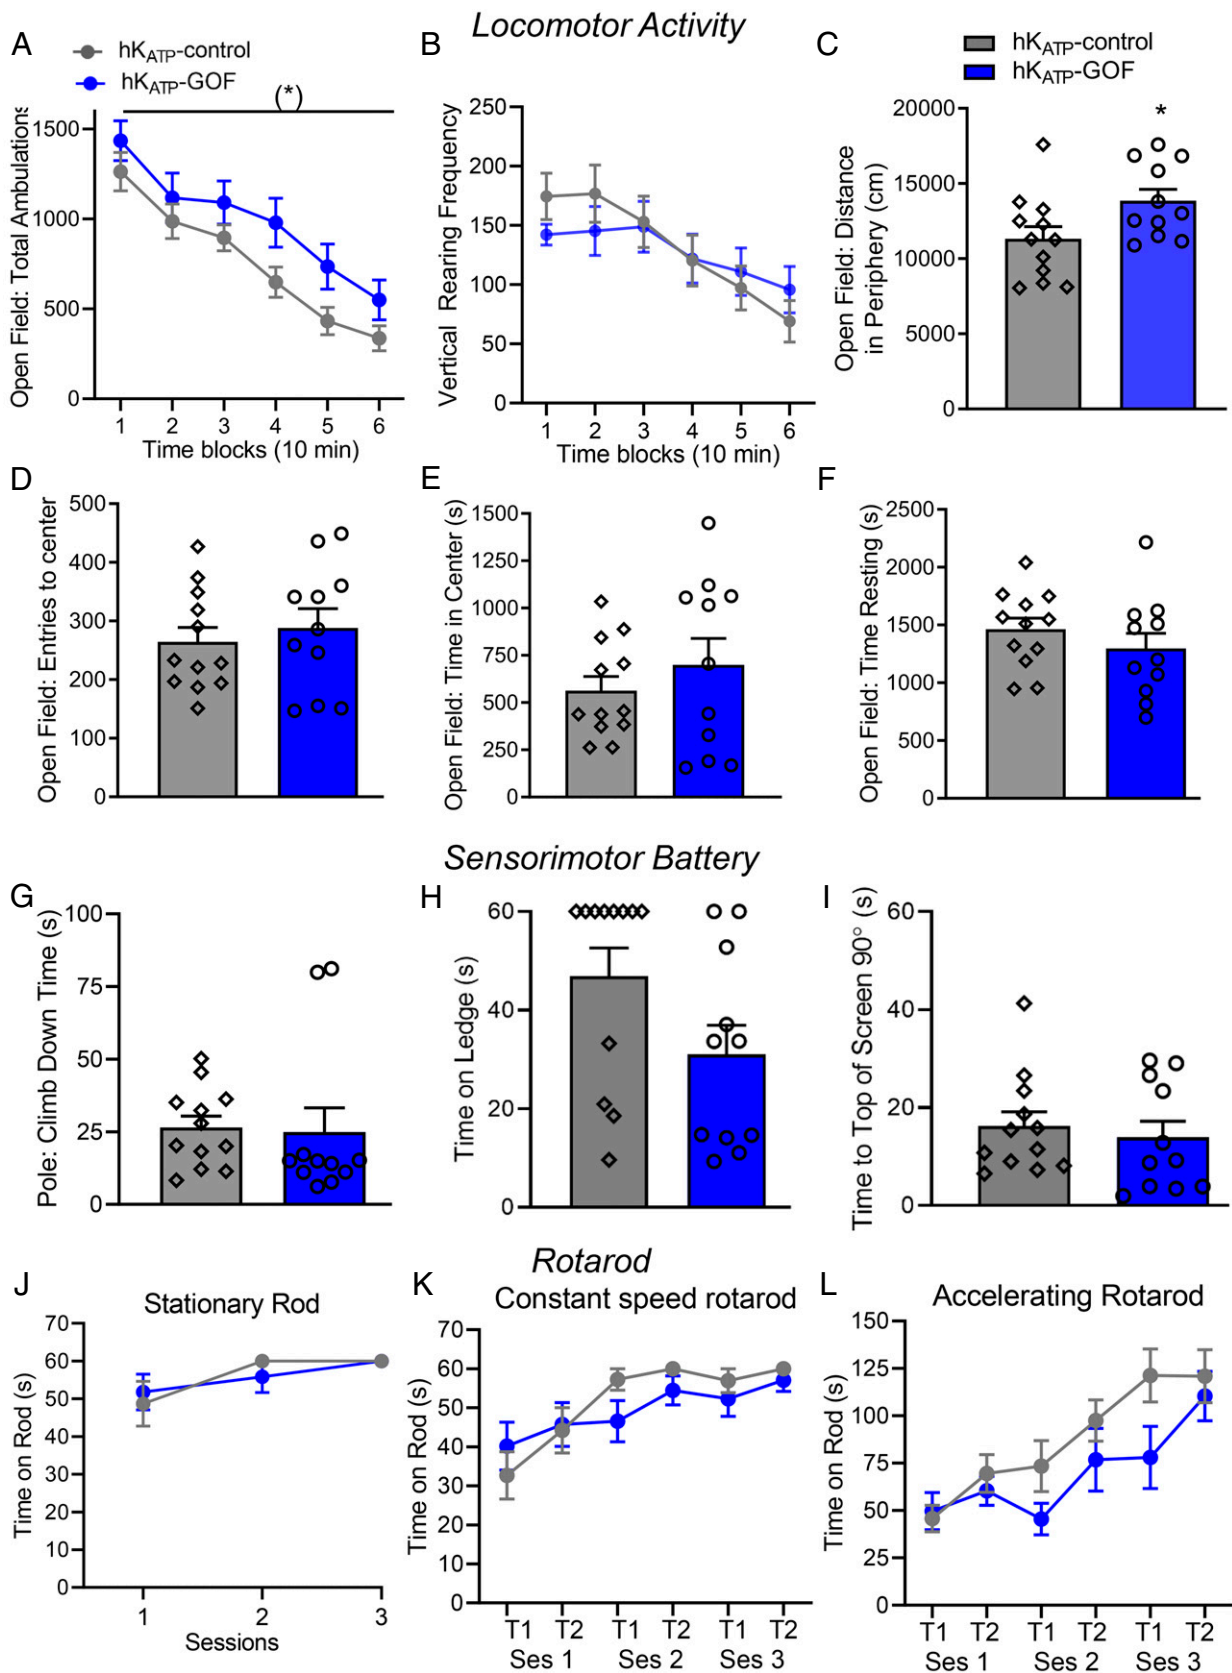 Locomotor Activity
A
hKATP-control
hKATP-GOF
(*)
Open Field: Total Ambulations
1500
1000
500
0
1 2 3 4 5 6
Time blocks (10 min)
B
Vertical Rearing Frequency
250
200
150
100
50
0
1 2 3 4 5 6
Time blocks (10 min)
C
hKATP-control
hKATP-GOF
*
Open Field: Distance
in Periphery (cm)
20000
15000
10000
5000
0
D
Open Field: Entries to center
500
400
300
200
100
0
E
Open Field: Time in Center (s)
1500
1250
1000
750
500
250
0
F
Open Field: Time Resting (s)
2500
2000
1500
1000
500
0
Sensorimotor Battery
G
Pole: Climb Down Time (s)
100
75
50
25
0
H
Time on Ledge (s)
60
40
20
0
I
Time to Top of Screen 90° (s)
60
40
20
0
Rotarod
J
Stationary Rod
Time on Rod (s)
70
60
50
40
30
20
10
0
1 2 3
Sessions
K
Constant speed rotarod
Time on Rod (s)
70
60
50
40
30
20
10
0
T1 T2 T1 T2 T1 T2
Ses 1 Ses 2 Ses 3
L
Accelerating Rotarod
Time on Rod (s)
150
125
100
75
50
25
0
T1 T2 T1 T2 T1 T2
Ses 1 Ses 2 Ses 3